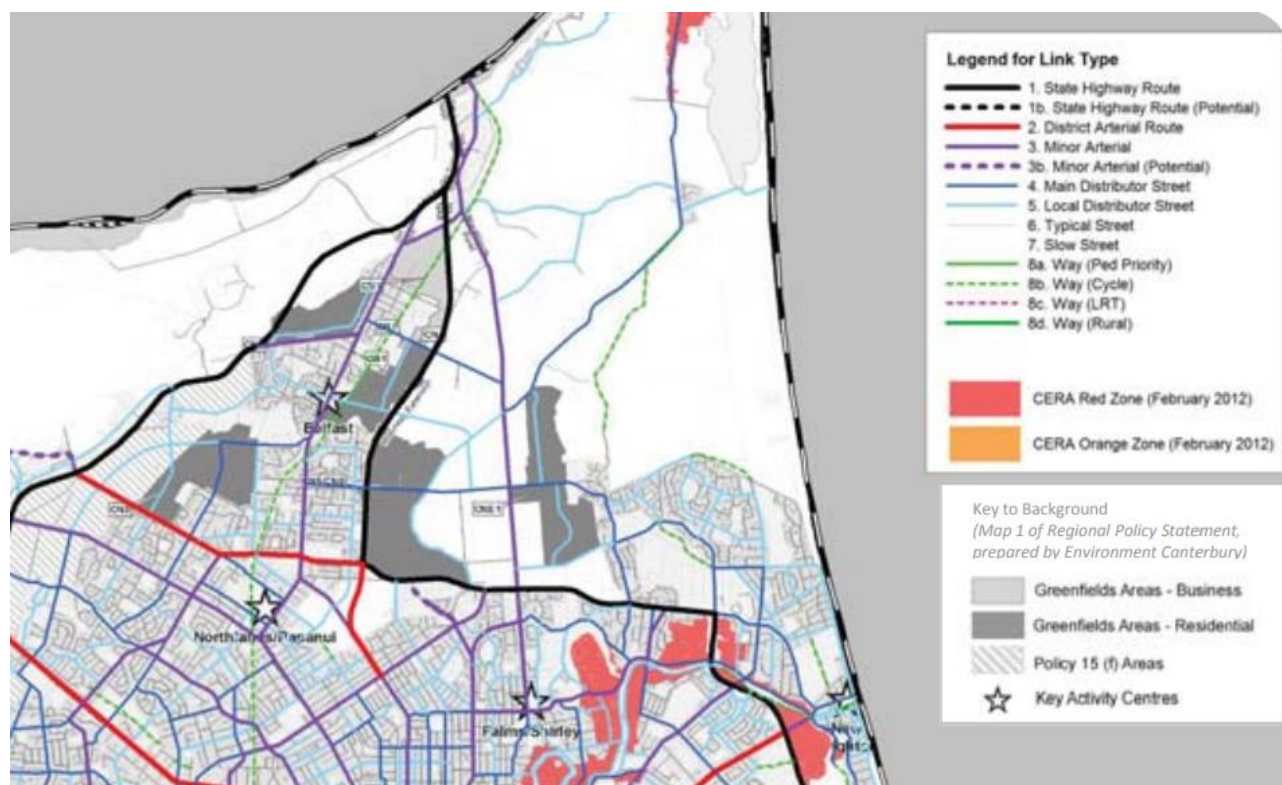 Legend for Link Type
1. State Highway Route
1b. State Highway Route (Potential)
2. District Arterial Route
3. Minor Arterial
3b. Minor Arterial (Potential)
4. Main Distributor Street
5. Local Distributor Street
6. Typical Street
7. Slow Street
8a. Way (Ped Priority)
8b. Way (Cycle)
8c. Way (LRT)
8d. Way (Rural)
CERA Red Zone (February 2012)
CERA Orange Zone (February 2012)
Key to Background
(Map 1 of Regional Policy Statement,
prepared by Environment Canterbury)
Greenfields Areas - Business
Greenfields Areas - Residential
Policy 15 (f) Areas
Key Activity Centres
Belfast